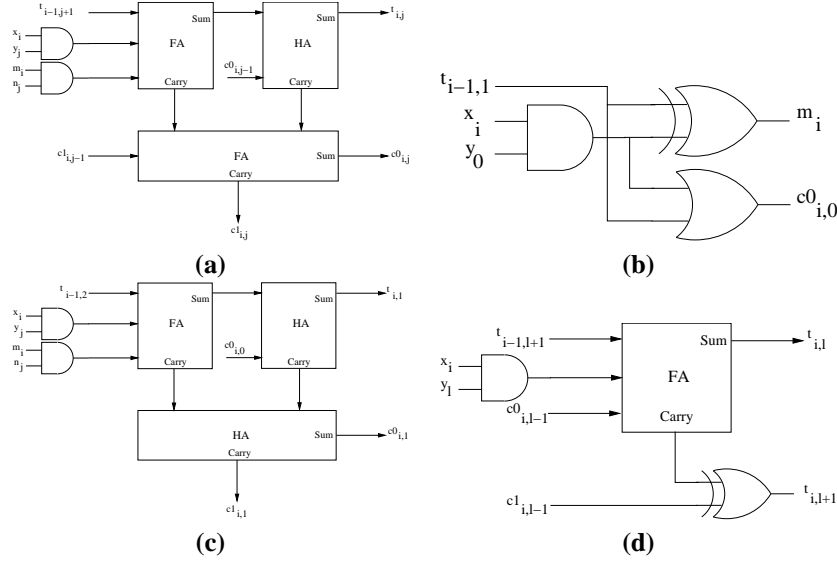 t i−1,j+1
Sum
t i,j
x i
y j
FA
HA
m i
n j
c0 i,j−1
Carry
Carry
c1 i,j−1
FA
Sum
c0 i,j
Carry
c1 i,j
(a)
t i−1,1
x i
y 0
m i
c0 i,0
(b)
t i−1,2
Sum
Sum
t i,1
x i
y j
FA
HA
m i
n j
c0 i,0
Carry
Carry
HA
Sum
c0 i,1
Carry
c1 i,1
(c)
t i−1,l+1
Sum
t i,l
x i
y l
FA
c0 i,l−1
Carry
c1 i,l−1
t i,l+1
(d)